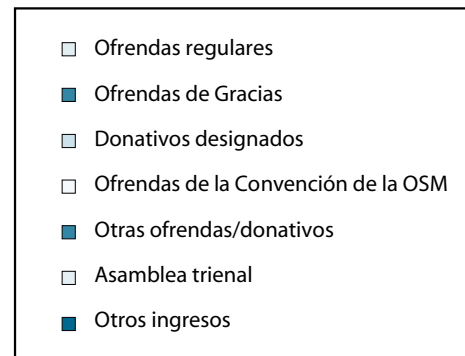 Ofrendas regulares
Ofrendas de Gracias
Donativos designados
Ofrendas de la Convención de la OSM
Otras ofrendas/donativos
Asamblea trienal
Otros ingresos